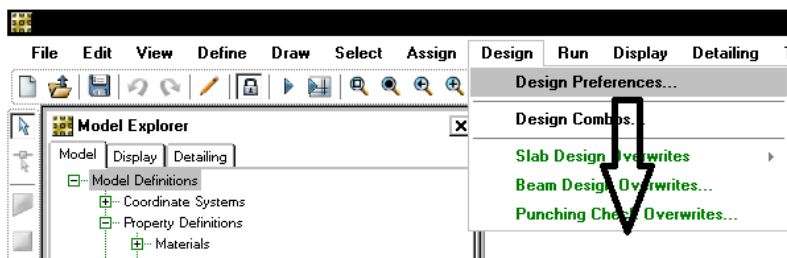 File Edit View Define Draw Select Assign Design Run Display Detailing
Design Preferences...
Design Combos...
Model Explorer
Model Display Detailing
Slab Design Overwrites
Model Definitions
Beam Design Overwrites...
Coordinate Systems
Punching Check Overwrites...
Property Definitions
Materials